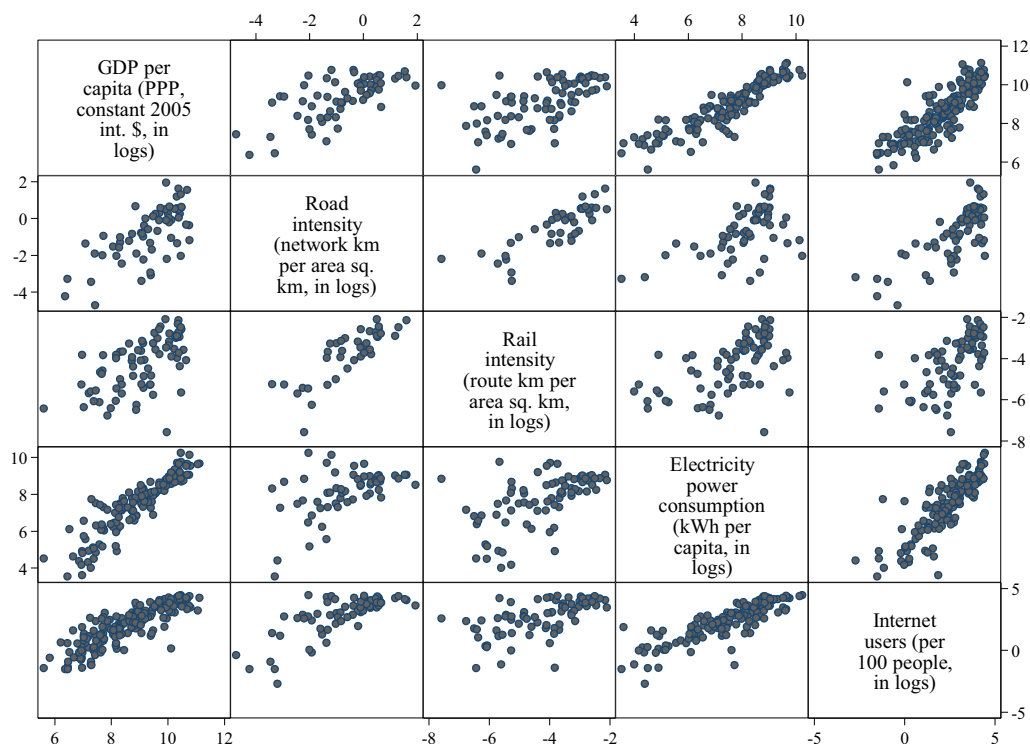 -4 -2 0 2
4 6 8 10
GDP per
capita (PPP,
constant 2005
int. $, in
logs)
12
10
8
6
2
0
-2
-4
Road
intensity
(network km
per area sq.
km, in logs)
Rail
intensity
(route km per
area sq. km,
in logs)
-2
-4
-6
-8
10
8
6
4
Electricity
power
consumption
(kWh per
capita, in
logs)
Internet
users (per
100 people,
in logs)
5
0
-5
6 8 10 12
-8 -6 -4 -2
-5 0 5